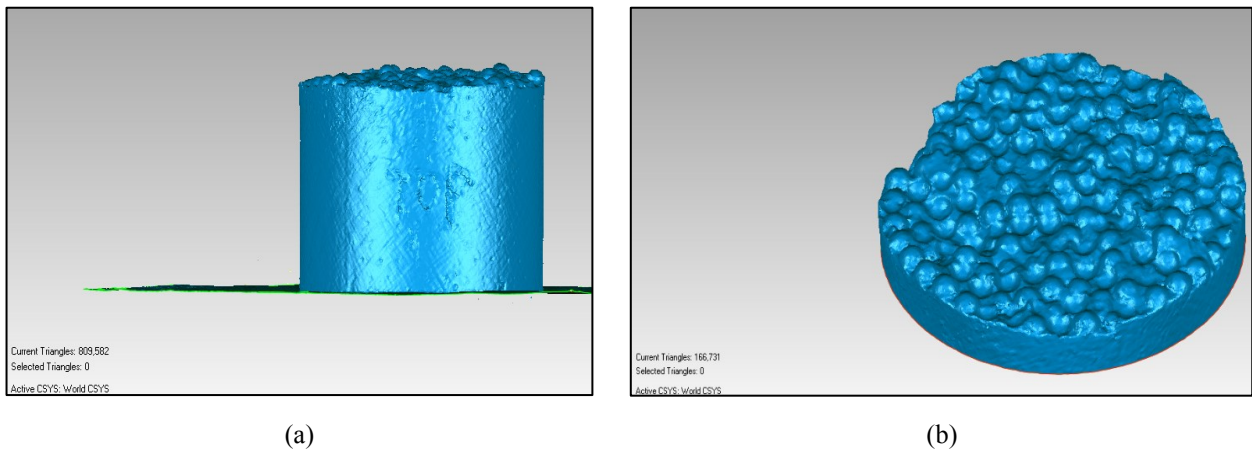 TOP
Current Triangles: 809,582
Selected Triangles: 0
Active CSYS: World CSYS
Current Triangles: 166,731
Selected Triangles: 0
Active CSYS: World CSYS
(a)
(b)